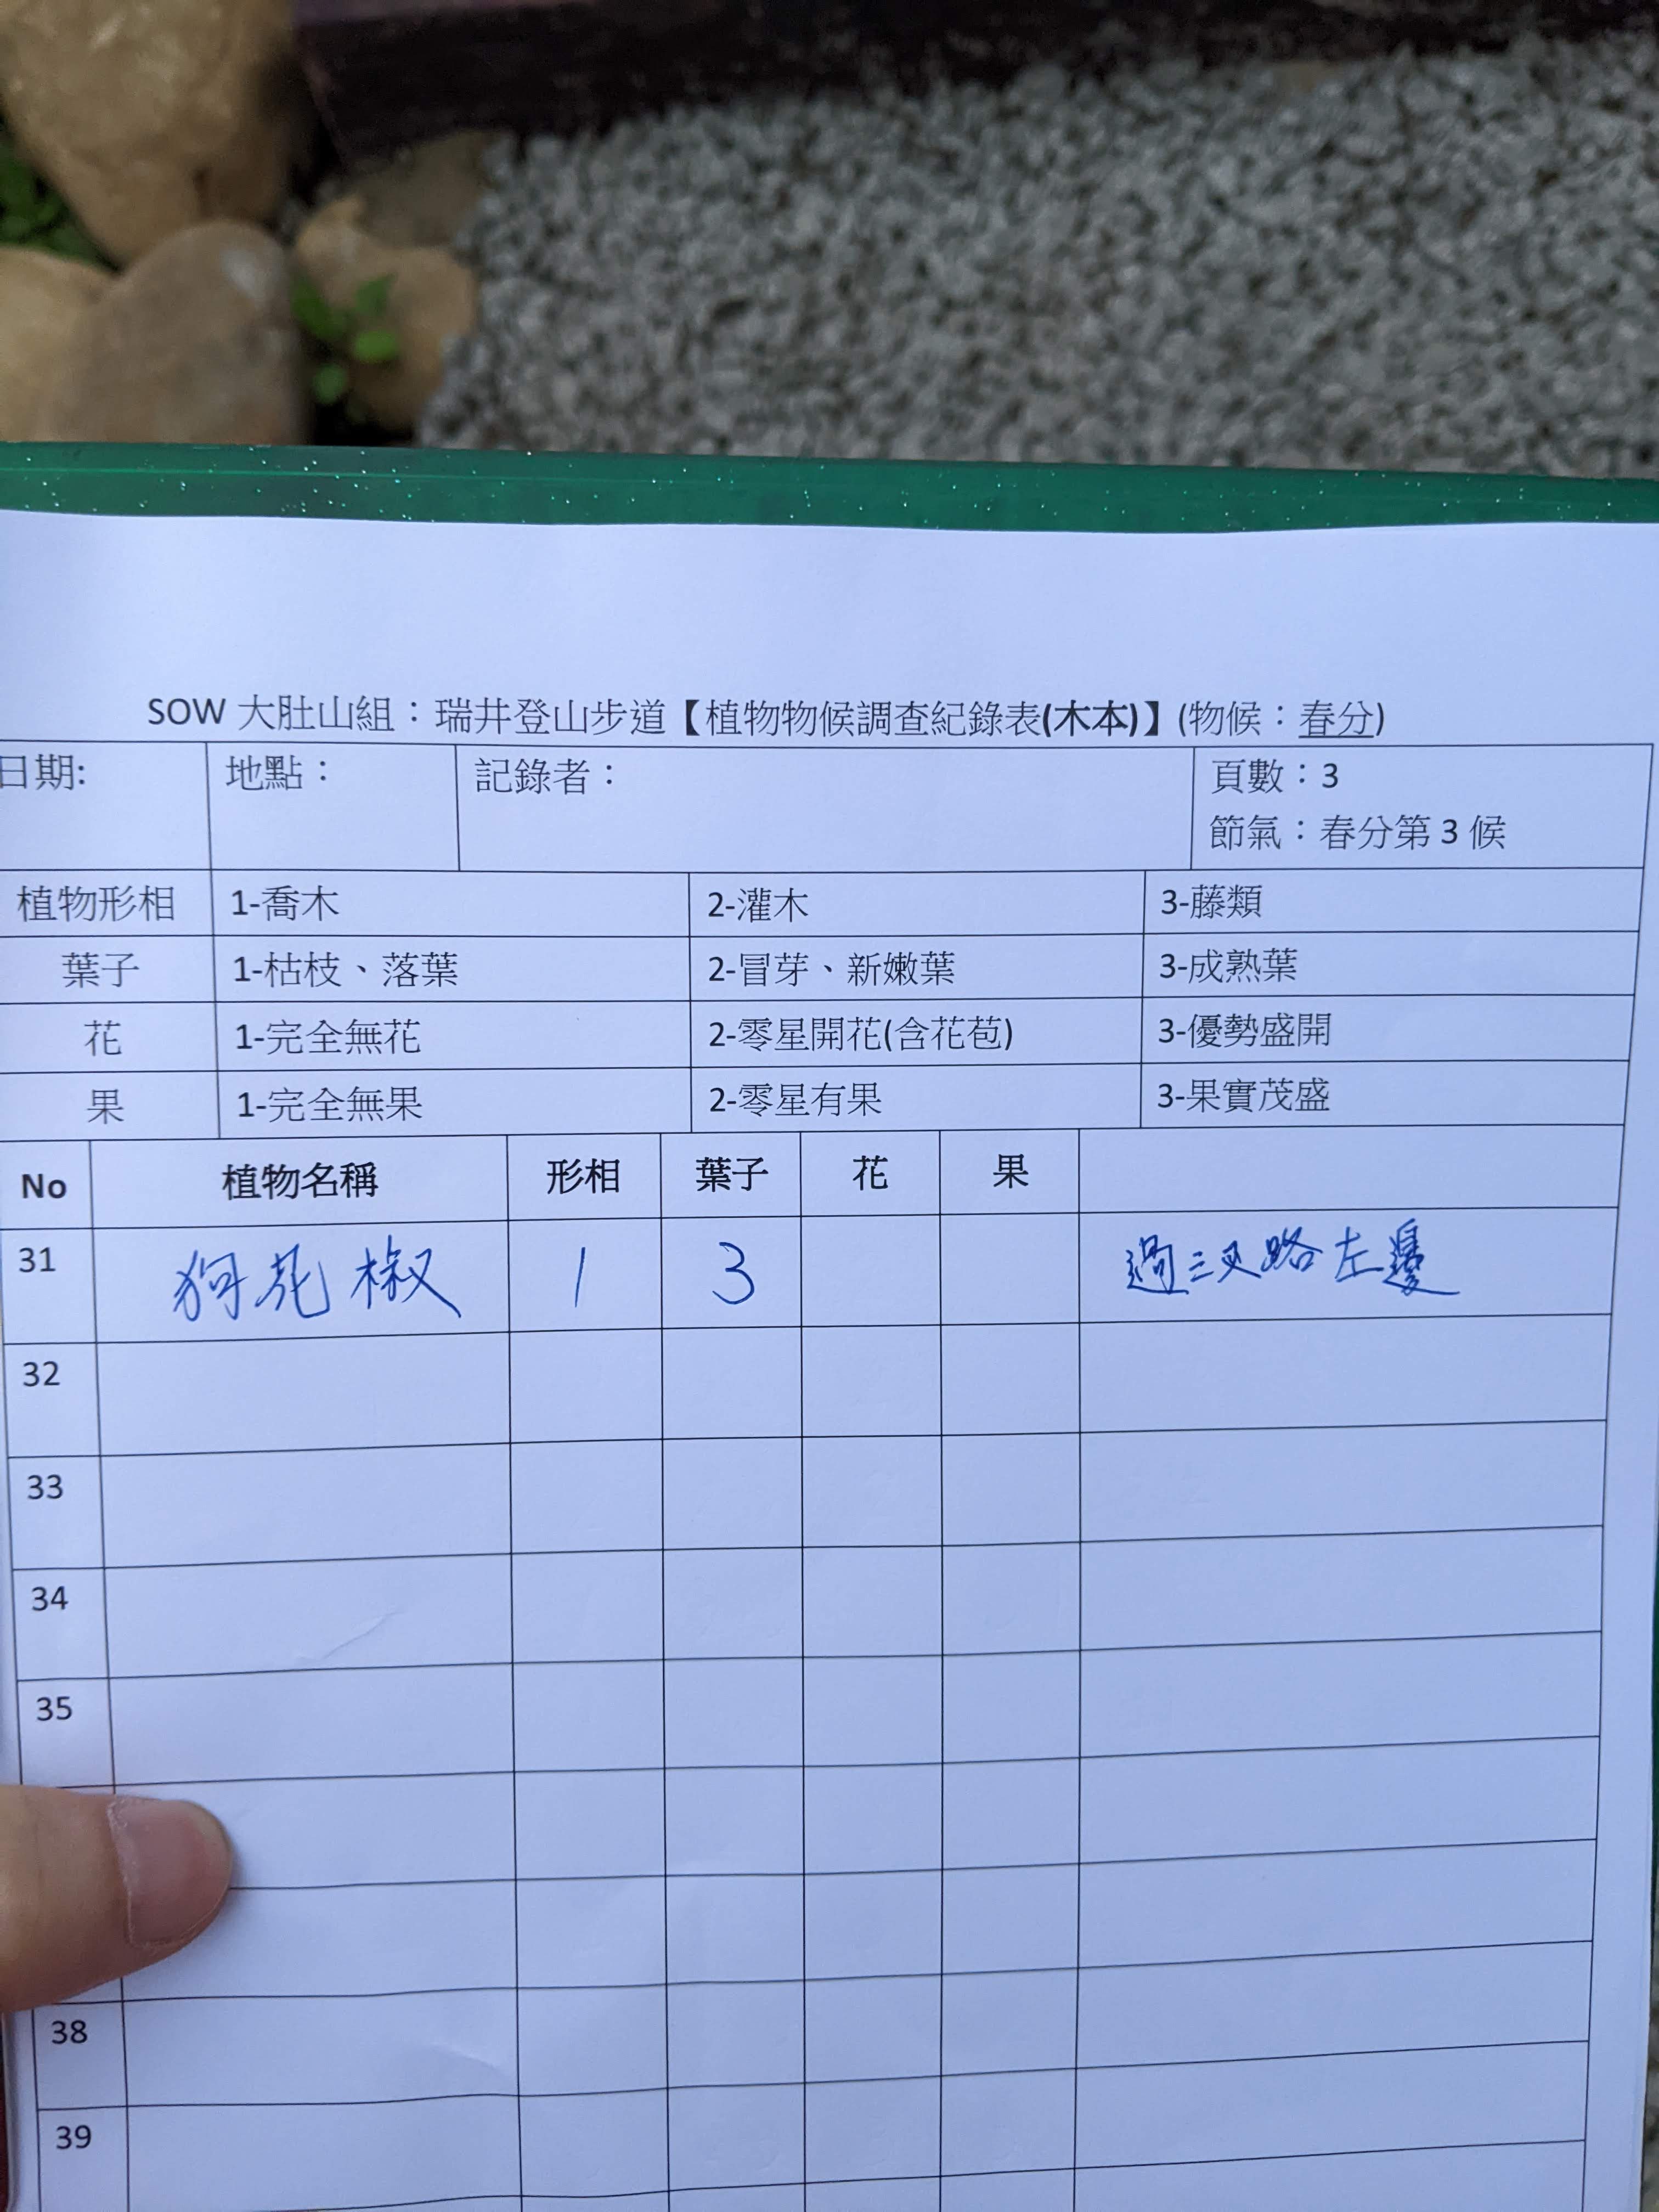 SOW 大肚山組：瑞井登山步道【植物物候調查紀錄表(木本)】(物候：春分)
日期: 地點： 記錄者： 頁數：3
節氣：春分第 3 候
植物形相 1-喬木 2-灌木 3-藤類
葉子 1-枯枝、落葉 2-冒芽、新嫩葉 3-成熟葉
花 1-完全無花 2-零星開花(含花苞) 3-優勢盛開
果 1-完全無果 2-零星有果 3-果實茂盛
No 植物名稱 形相 葉子 花 果
31 狗花椒 1 3 過三叉路左邊
32
33
34
35
38
39